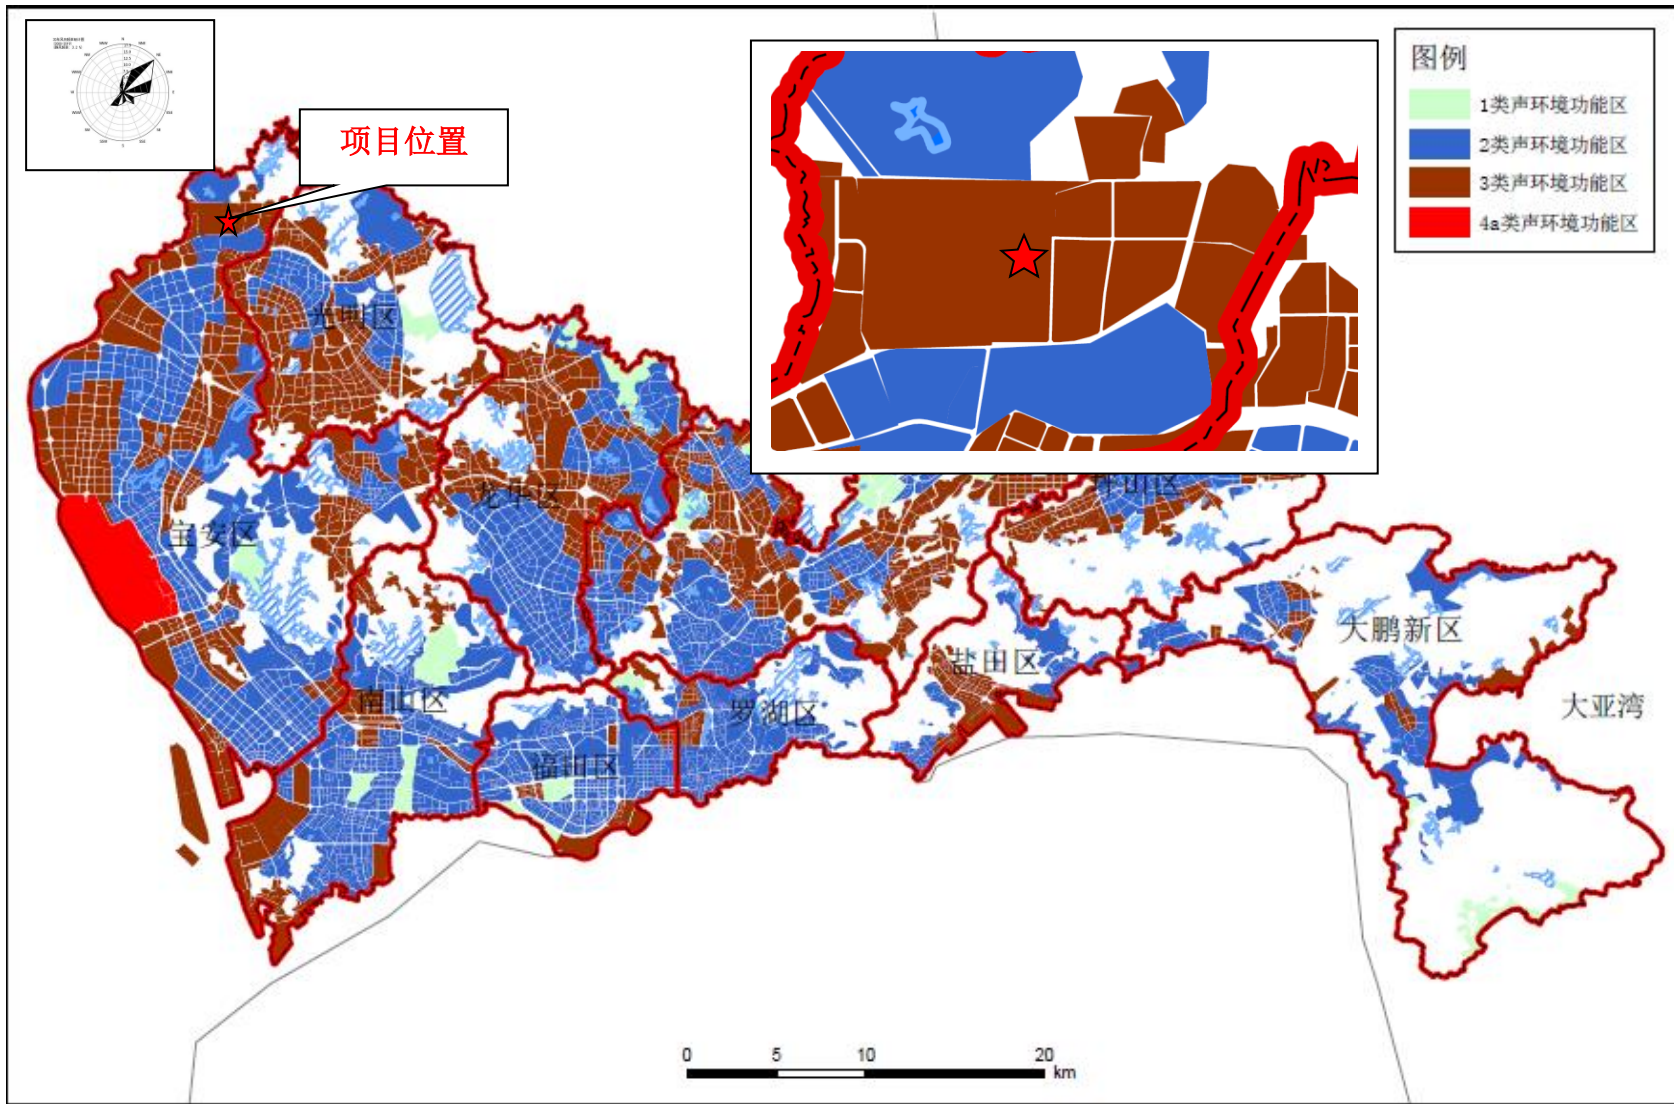 项目位置
图例
1类声环境功能区
2类声环境功能区
3类声环境功能区
4a类声环境功能区
光明区
龙华区
坪山区
宝安区
大鹏新区
盐田区
南山区
罗湖区
大亚湾
福田区
0 5 10 20
km